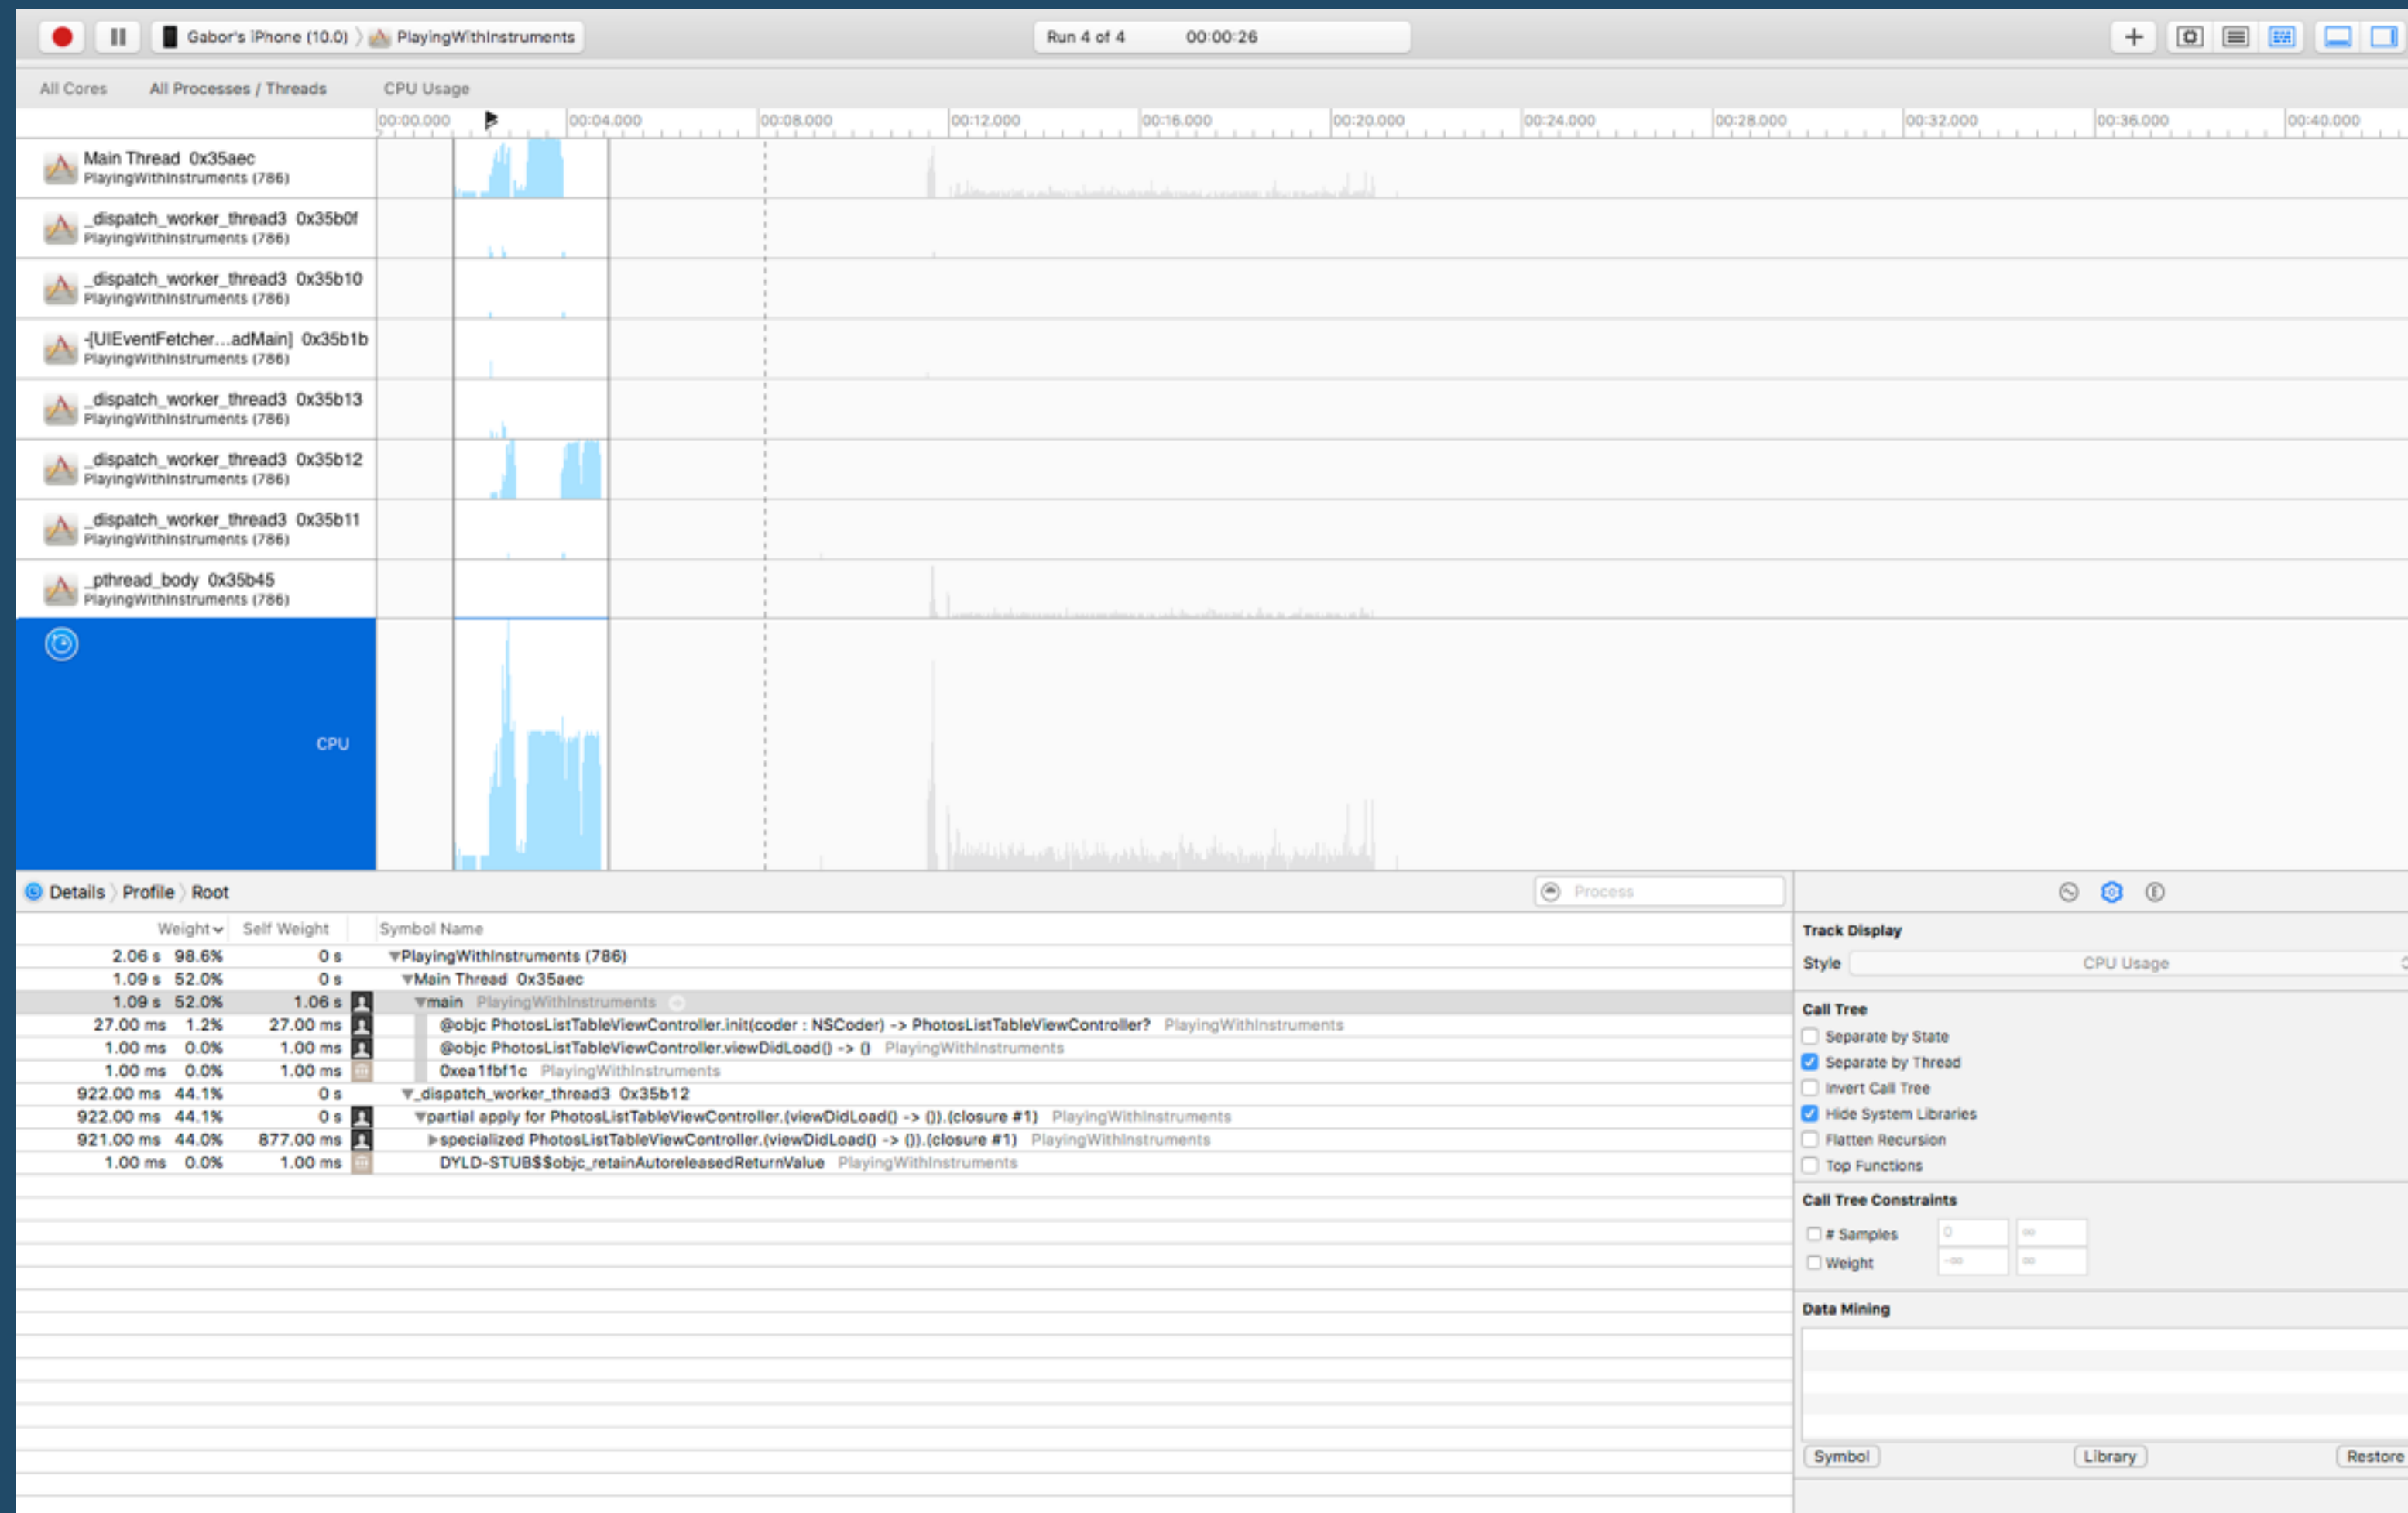 Gabor's iPhone (10.0) PlayingWithInstruments Run 4 of 4 00:00:26
All Cores All Processes / Threads CPU Usage
00:00.000 00:04.000 00:08.000 00:12.000 00:16.000 00:20.000 00:24.000 00:28.000 00:32.000 00:36.000 00:40.000
Main Thread 0x35aec
PlayingWithInstruments (786)
_dispatch_worker_thread3 0x35b0f
PlayingWithInstruments (786)
_dispatch_worker_thread3 0x35b10
PlayingWithInstruments (786)
-[UIEventFetcher...adMain] 0x35b1b
PlayingWithInstruments (786)
_dispatch_worker_thread3 0x35b13
PlayingWithInstruments (786)
_dispatch_worker_thread3 0x35b12
PlayingWithInstruments (786)
_dispatch_worker_thread3 0x35b11
PlayingWithInstruments (786)
_pthread_body 0x35b45
PlayingWithInstruments (786)
CPU
Details Profile Root Process
Weight Self Weight Symbol Name
2.06 s 98.6% 0 s PlayingWithInstruments (786)
1.09 s 52.0% 0 s Main Thread 0x35aec
1.09 s 52.0% 1.06 s main PlayingWithInstruments
27.00 ms 1.2% 27.00 ms @objc PhotosListTableViewController.init(coder : NSCoder) -> PhotosListTableViewController? PlayingWithInstruments
1.00 ms 0.0% 1.00 ms @objc PhotosListTableViewController.viewDidLoad() -> () PlayingWithInstruments
1.00 ms 0.0% 1.00 ms 0xea1fbf1c PlayingWithInstruments
922.00 ms 44.1% 0 s _dispatch_worker_thread3 0x35b12
922.00 ms 44.1% 0 s partial apply for PhotosListTableViewController.(viewDidLoad() -> ()).(closure #1) PlayingWithInstruments
921.00 ms 44.0% 877.00 ms specialized PhotosListTableViewController.(viewDidLoad() -> ()).(closure #1) PlayingWithInstruments
1.00 ms 0.0% 1.00 ms DYLD-STUB$$objc_retainAutoreleasedReturnValue PlayingWithInstruments
Track Display
Style CPU Usage
Call Tree
Separate by State
Separate by Thread
Invert Call Tree
Hide System Libraries
Flatten Recursion
Top Functions
Call Tree Constraints
# Samples 0 ∞
Weight -∞ ∞
Data Mining
Symbol Library Restore